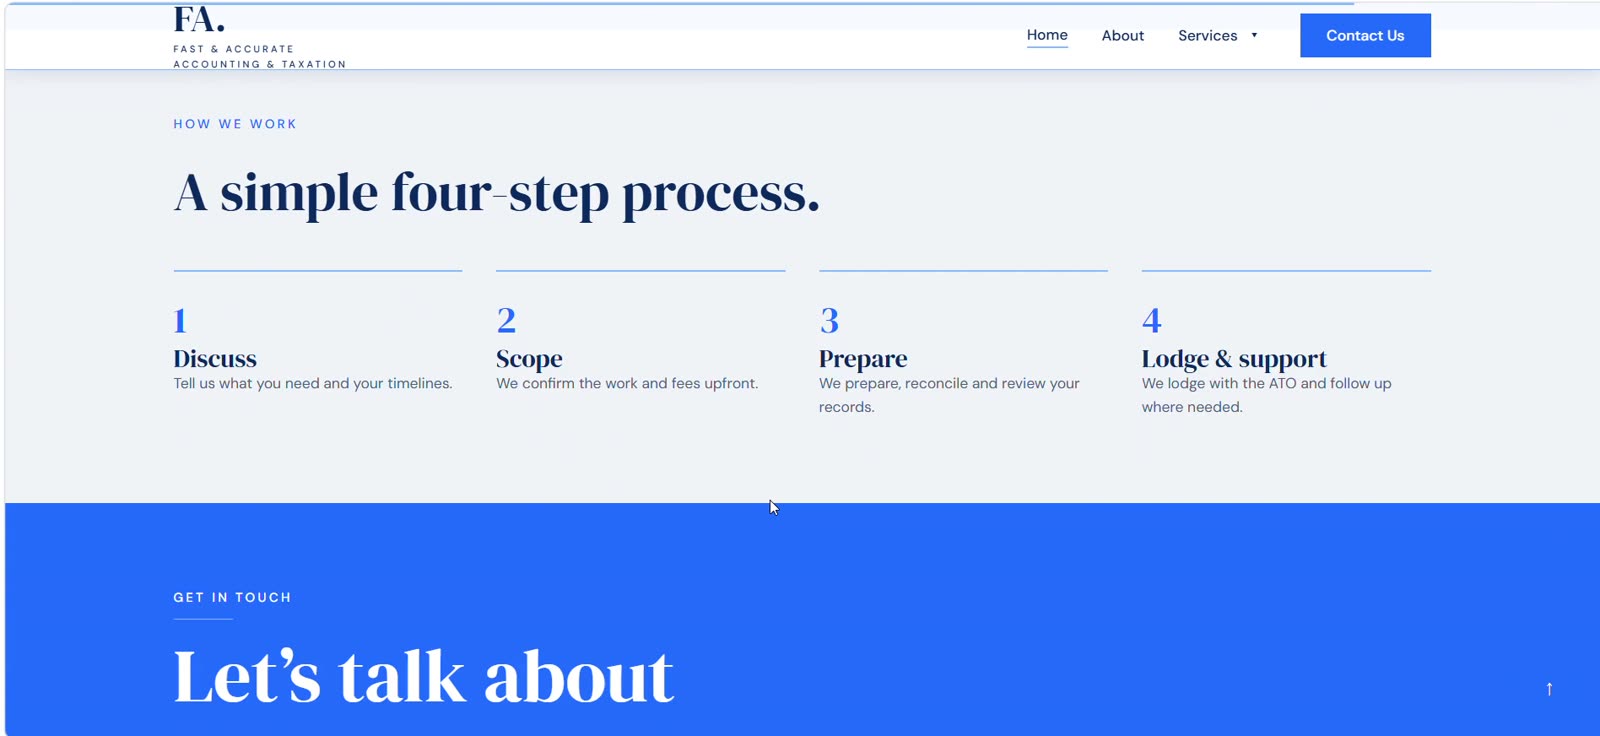 FA.
FAST & ACCURATE
ACCOUNTING & TAXATION
Home
About
Services ▾
Contact Us
HOW WE WORK
A simple four-step process.
1
Discuss
Tell us what you need and your timelines.
2
Scope
We confirm the work and fees upfront.
3
Prepare
We prepare, reconcile and review your
records.
4
Lodge & support
We lodge with the ATO and follow up
where needed.
GET IN TOUCH
Let’s talk about
↑